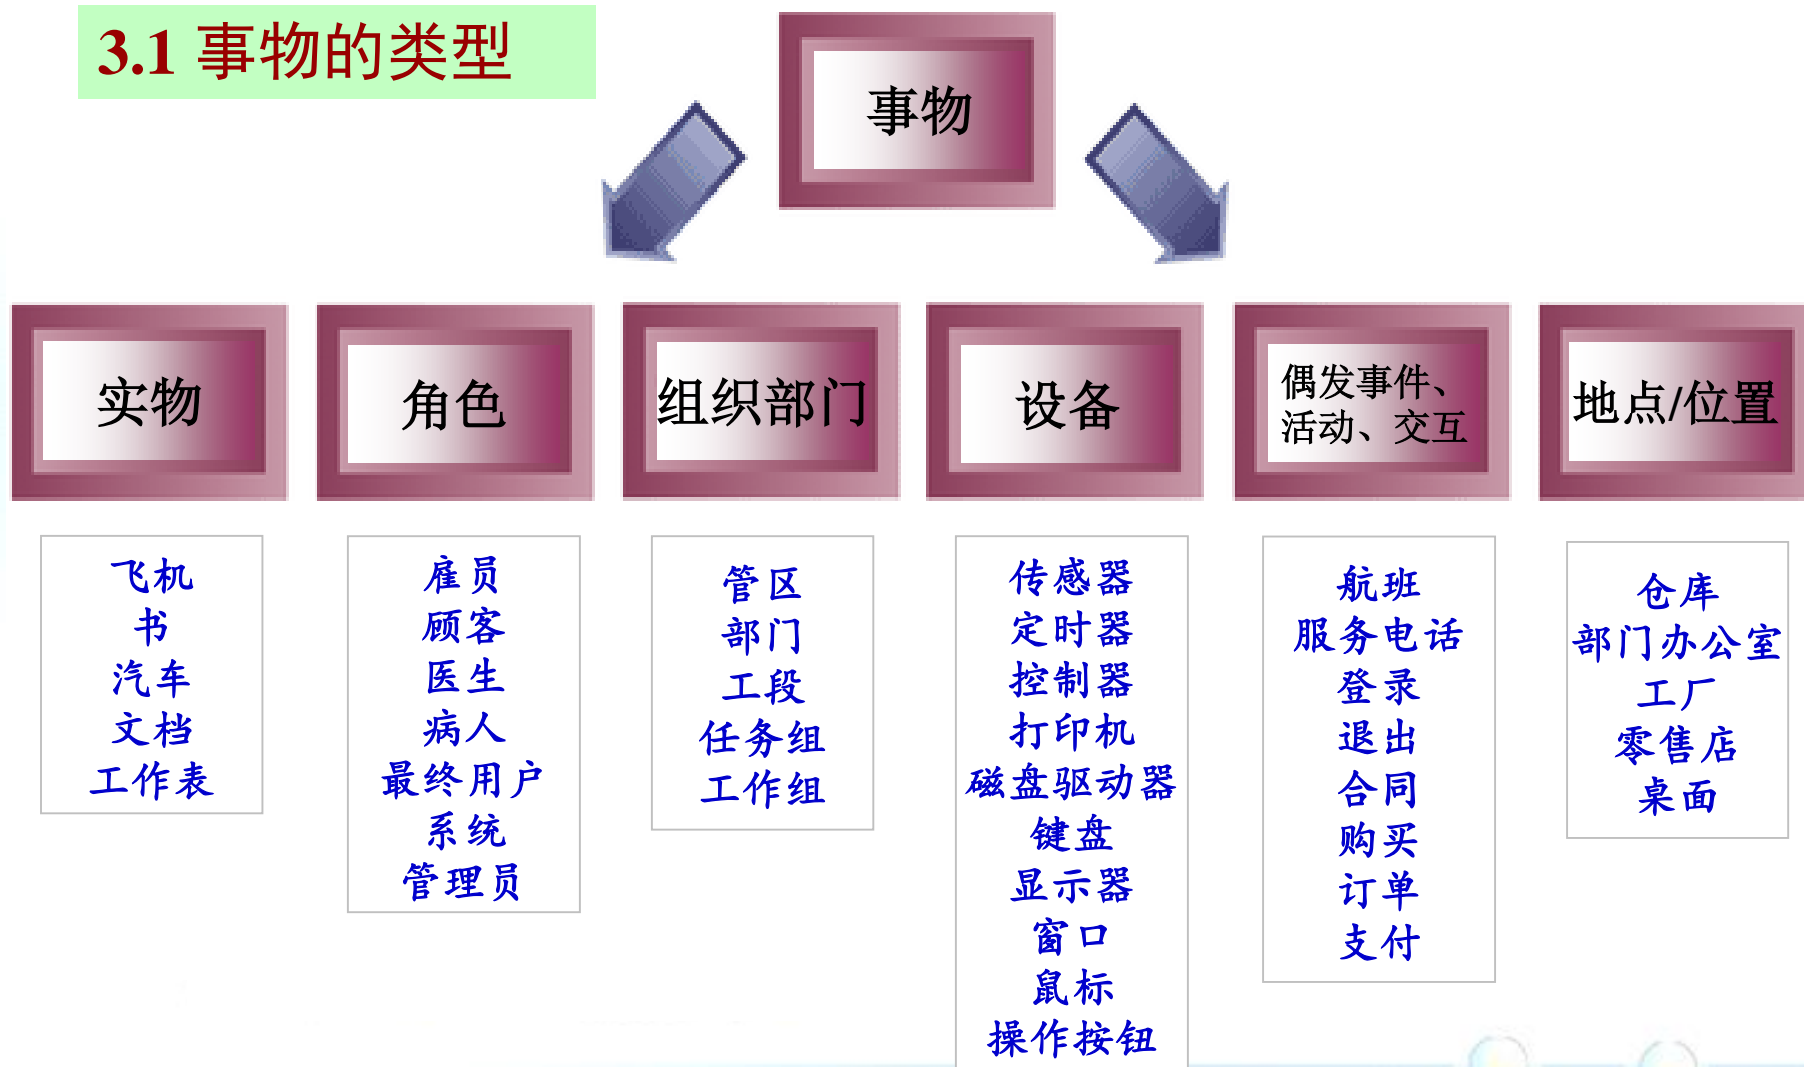 3.1 事物的类型
事物
实物
角色
组织部门
设备
偶发事件、
活动、交互
地点/位置
飞机
书
汽车
文档
工作表
雇员
顾客
医生
病人
最终用户
系统
管理员
管区
部门
工段
任务组
工作组
传感器
定时器
控制器
打印机
磁盘驱动器
键盘
显示器
窗口
鼠标
操作按钮
航班
服务电话
登录
退出
合同
购买
订单
支付
仓库
部门办公室
工厂
零售店
桌面